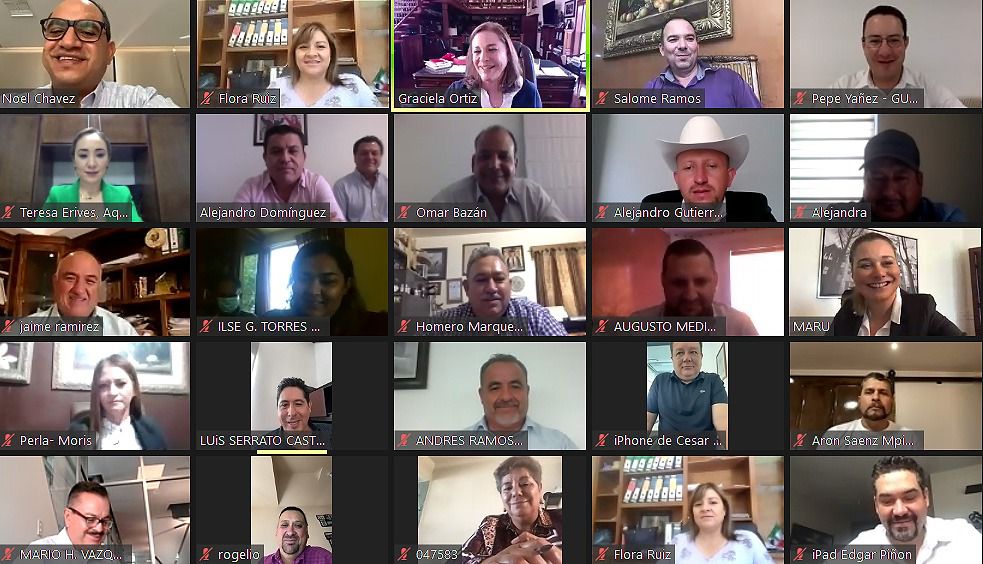 Noel Chavez
Flora Ruiz
Graciela Ortiz
Salome Ramos
Pepe Yañez - GU...
Teresa Erives, Aq...
Alejandro Domínguez
Omar Bazán
Alejandro Gutierr...
Alejandra
jaime ramirez
ILSE G. TORRES ...
Homero Marque...
AUGUSTO MEDI...
MARU
Perla- Moris
LUiS SERRATO CAST...
ANDRES RAMOS...
iPhone de Cesar ...
Aron Saenz Mpi...
MARIO H. VAZQ...
rogelio
047583
Flora Ruiz
iPad Edgar Piñon